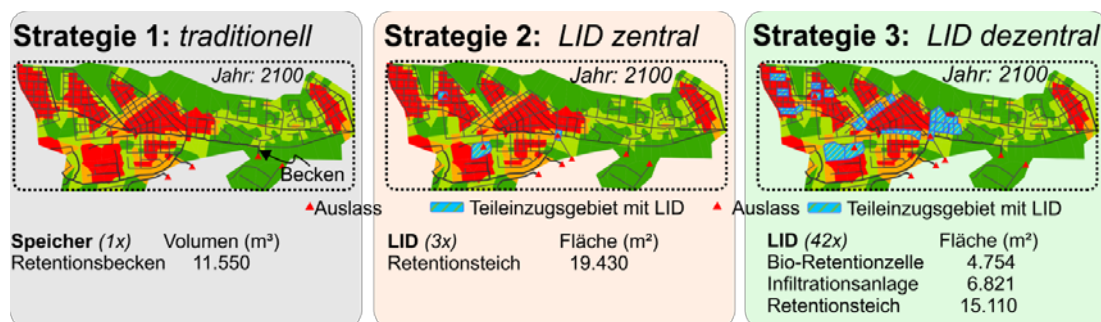 Strategie 1: traditionell
Jahr: 2100
Becken
▲Auslass
Speicher (1x) Volumen (m³)
Retentionsbecken 11.550
Strategie 2: LID zentral
Jahr: 2100
Teileinzugsgebiet mit LID
LID (3x) Fläche (m²)
Retentionsteich 19.430
Strategie 3: LID dezentral
Jahr: 2100
▲ Auslass Teileinzugsgebiet mit LID
LID (42x) Fläche (m²)
Bio-Retentionzelle 4.754
Infiltrationsanlage 6.821
Retentionsteich 15.110